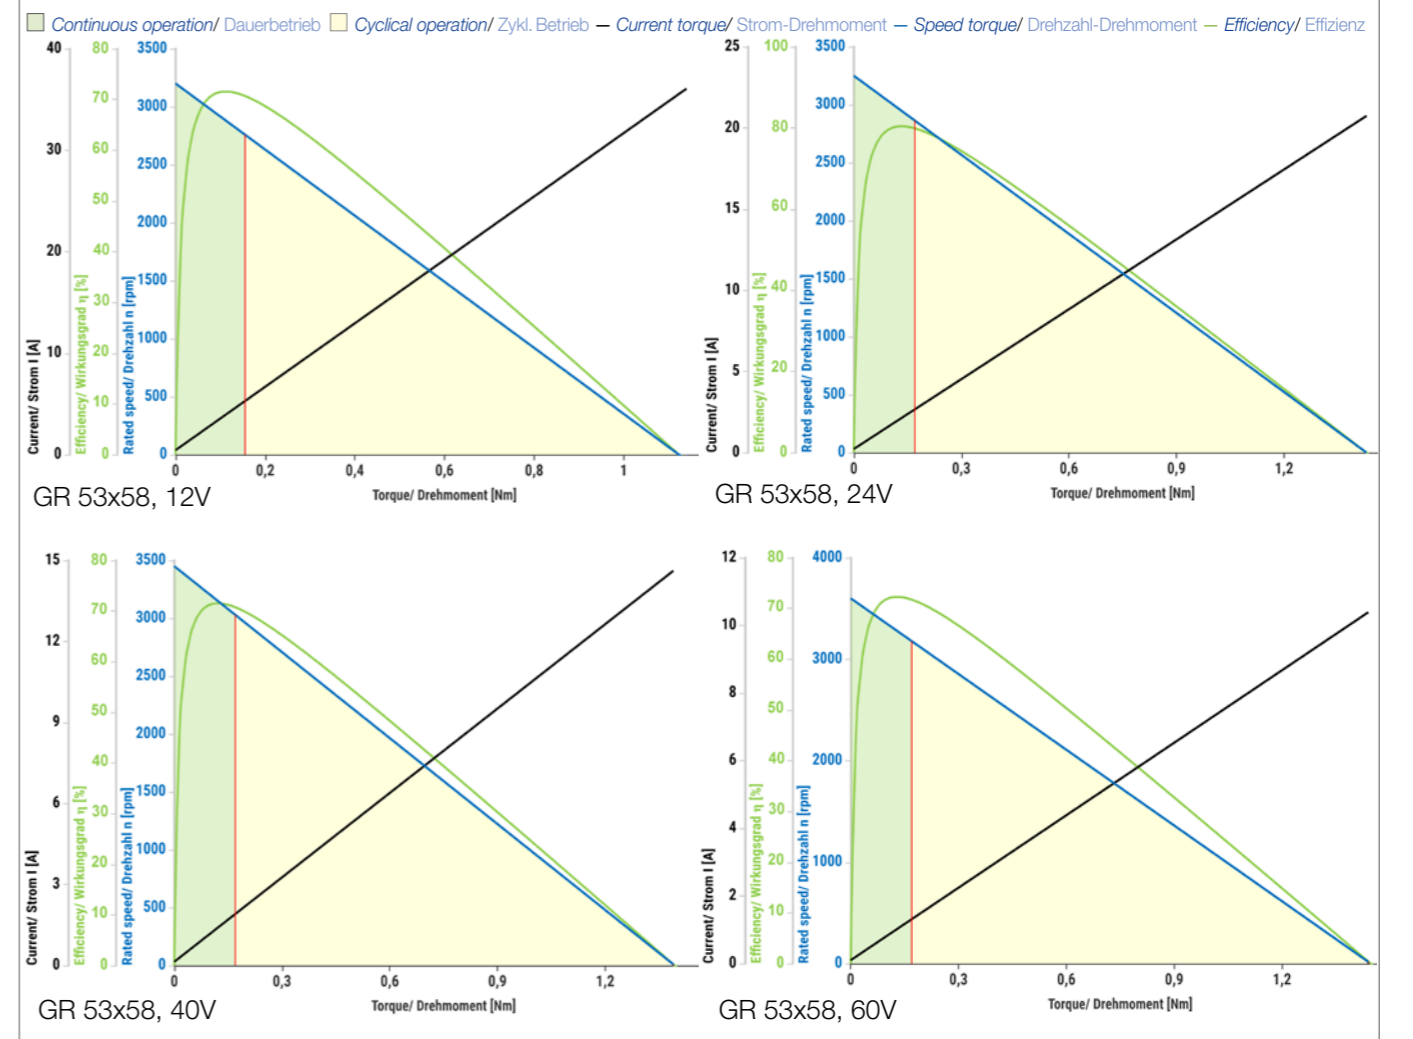 Continuous operation/ Dauerbetrieb Cyclical operation/ Zykl. Betrieb — Current torque/ Strom-Drehmoment — Speed torque/ Drehzahl-Drehmoment — Efficiency/ Effizienz
40 80 3500
70 3000
30 60 2500
50 2000
20 40 1500
30
10 20 1000
10 500
0 0 0
Current/ Strom I [A]
Efficiency/ Wirkungsgrad η [%]
Rated speed/ Drehzahl n [rpm]
0 0,2 0,4 0,6 0,8 1
Torque/ Drehmoment [Nm]
GR 53x58, 12V
25 100 3500
3000
20 80 2500
15 60 2000
10 40 1500
1000
5 20 500
0 0 0
Current/ Strom I [A]
Efficiency/ Wirkungsgrad η [%]
Rated speed/ Drehzahl n [rpm]
0 0,3 0,6 0,9 1,2
Torque/ Drehmoment [Nm]
GR 53x58, 24V
15 80 3500
70 3000
12 60 2500
9 50 2000
40 1500
6 30 1000
3 20 500
10
0 0 0
Current/ Strom I [A]
Efficiency/ Wirkungsgrad η [%]
Rated speed/ Drehzahl n [rpm]
0 0,3 0,6 0,9 1,2
Torque/ Drehmoment [Nm]
GR 53x58, 40V
12 80 4000
10 70
60 3000
8 50
6 40 2000
4 30
20 1000
2 10
0 0 0
Current/ Strom I [A]
Efficiency/ Wirkungsgrad η [%]
Rated speed/ Drehzahl n [rpm]
0 0,3 0,6 0,9 1,2
Torque/ Drehmoment [Nm]
GR 53x58, 60V